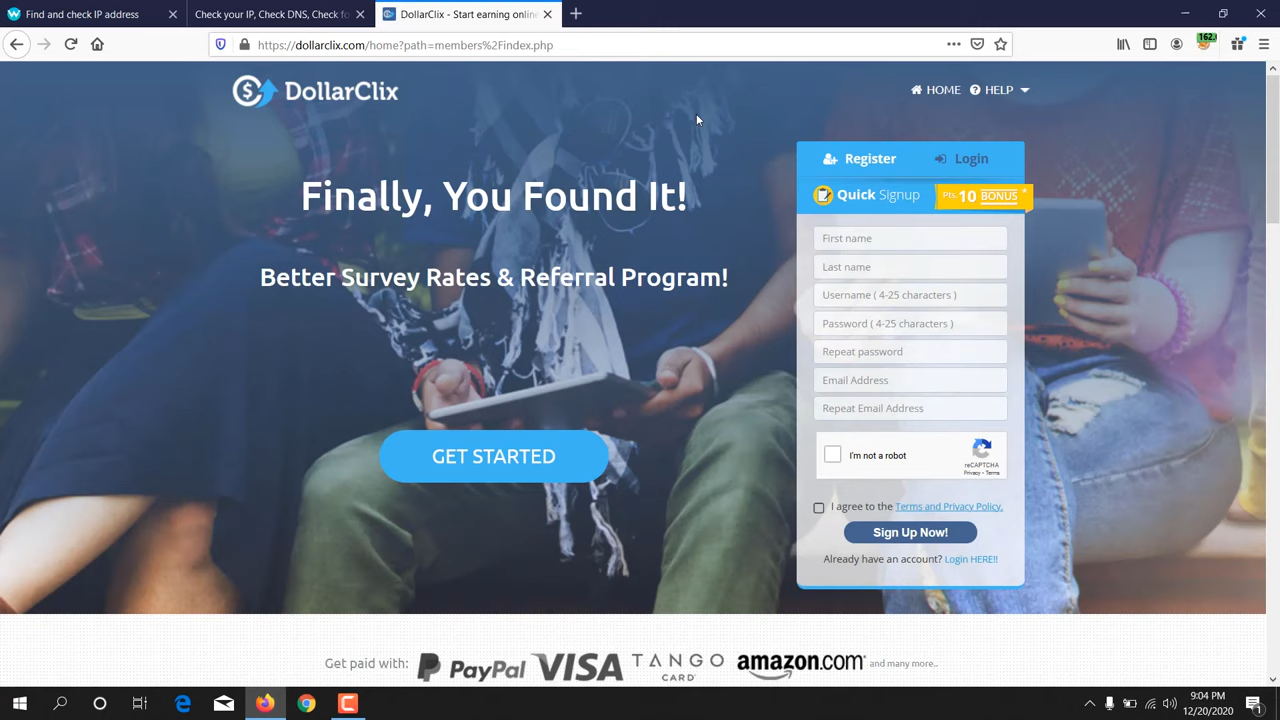 Find and check IP address
Check your IP, Check DNS, Check fo
DollarClix - Start earning online
162.
https://dollarclix.com/home?path=members%2Findex.php
DollarClix
HOME
HELP
Register
Login
Quick Signup
Pts. 10 BONUS *
Finally, You Found It!
Better Survey Rates & Referral Program!
GET STARTED
First name
Last name
Username ( 4-25 characters )
Password ( 4-25 characters )
Repeat password
Email Address
Repeat Email Address
I'm not a robot
reCAPTCHA
Privacy - Terms
I agree to the Terms and Privacy Policy.
Sign Up Now!
Already have an account? Login HERE!!
Get paid with: PayPal VISA TANGO CARD™ amazon.com and many more..
9:04 PM
12/20/2020
1